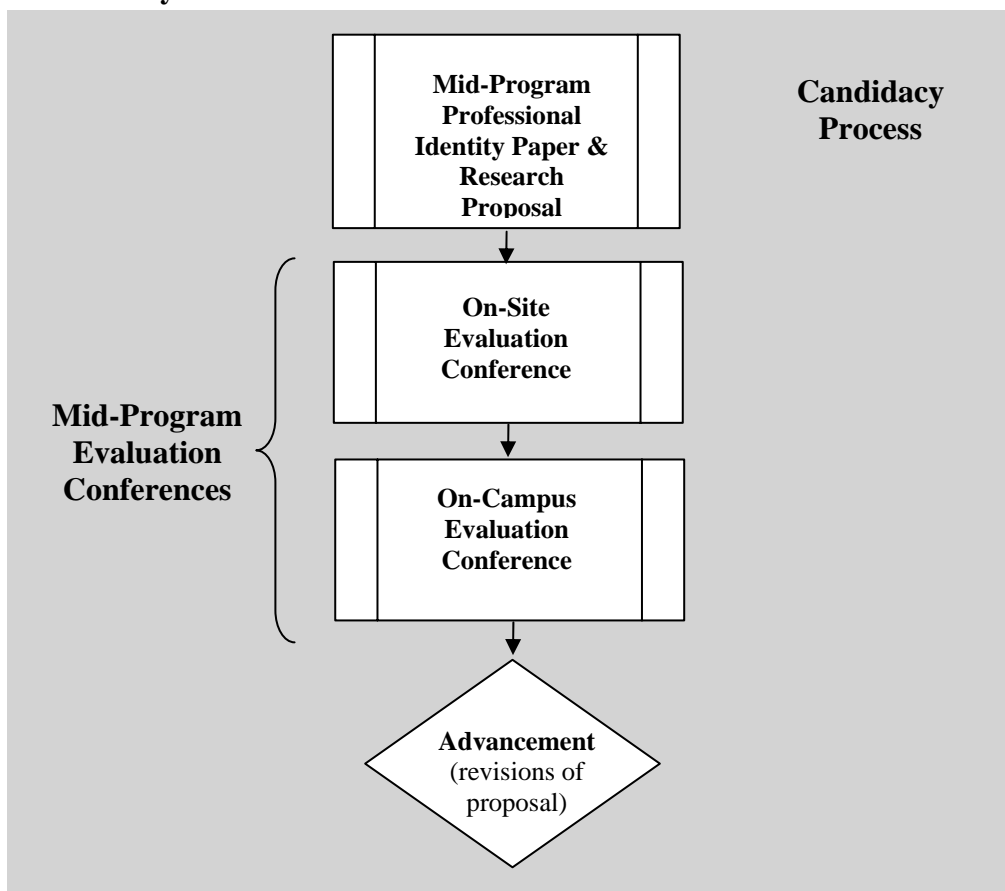 Mid-Program
Professional
Identity Paper &
Research
Proposal
Candidacy
Process
On-Site
Evaluation
Conference
Mid-Program
Evaluation
Conferences
On-Campus
Evaluation
Conference
Advancement
(revisions of
proposal)